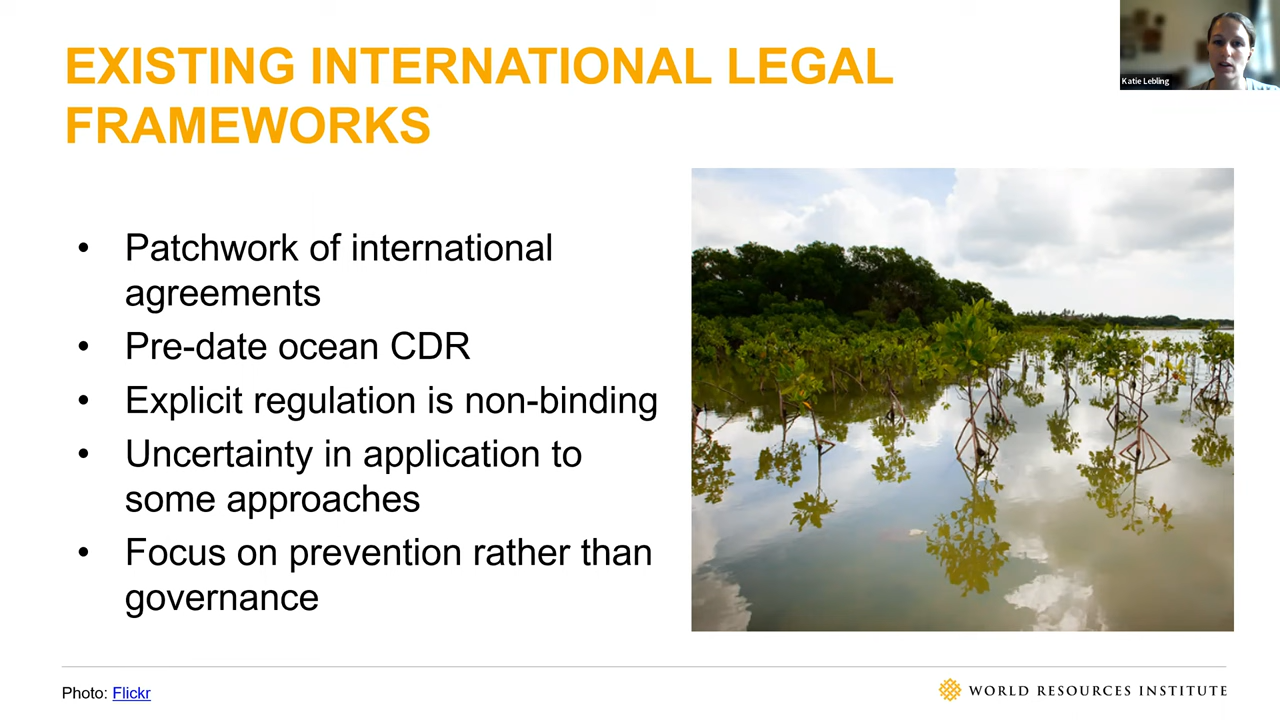 EXISTING INTERNATIONAL LEGAL
FRAMEWORKS
Katie Lebling
• Patchwork of international
agreements
• Pre-date ocean CDR
• Explicit regulation is non-binding
• Uncertainty in application to
some approaches
• Focus on prevention rather than
governance
Photo: Flickr
WORLD RESOURCES INSTITUTE